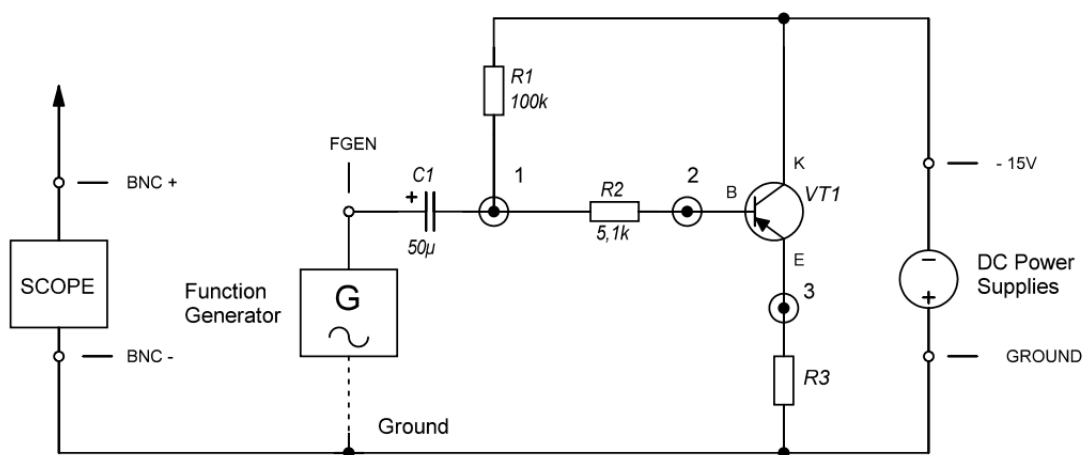 R1
100k
FGEN
C1
+
50µ
1
R2
5,1k
2
B
K
VT1
E
3
R3
- 15V
−
+
DC Power
Supplies
GROUND
BNC +
SCOPE
BNC -
Function
Generator
G
Ground